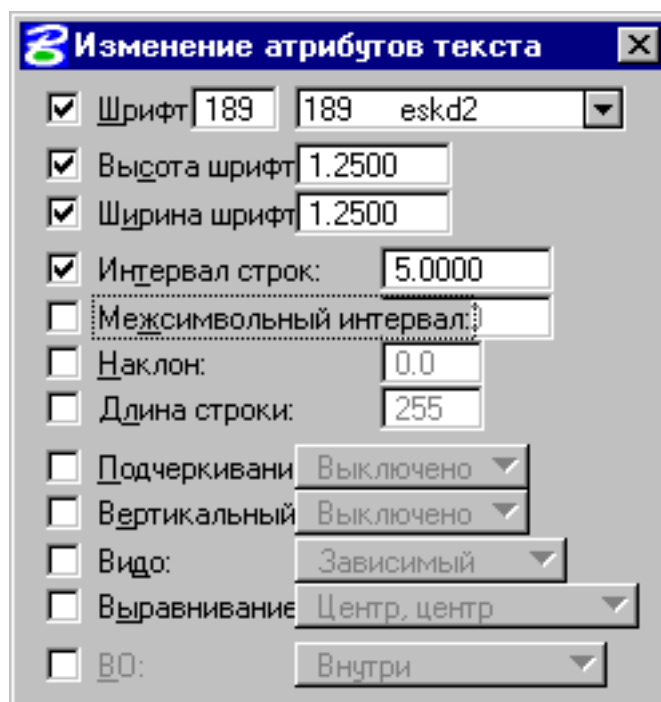 Изменение атрибутов текста
Шрифт 189 189 eskd2
Высота шрифт 1.2500
Ширина шрифт 1.2500
Интервал строк: 5.0000
Межсимвольный интервал:
Наклон: 0.0
Длина строки: 255
Подчеркивани Выключено
Вертикальный Выключено
Видо: Зависимый
Выравнивание Центр, центр
ВО: Внутри